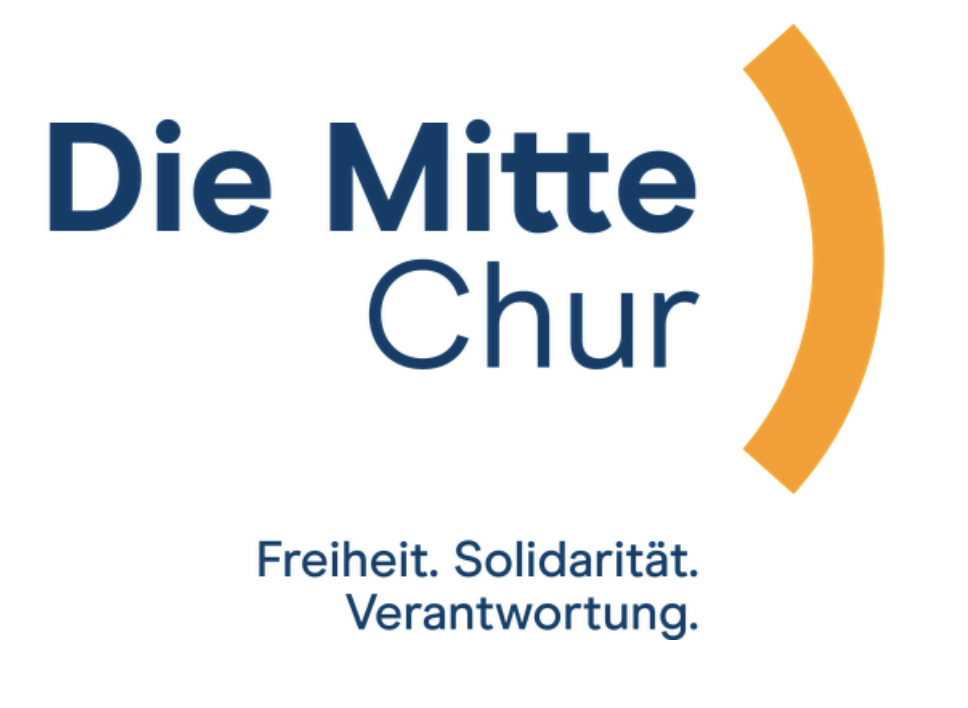 Die Mitte
Chur
Freiheit. Solidarität.
Verantwortung.